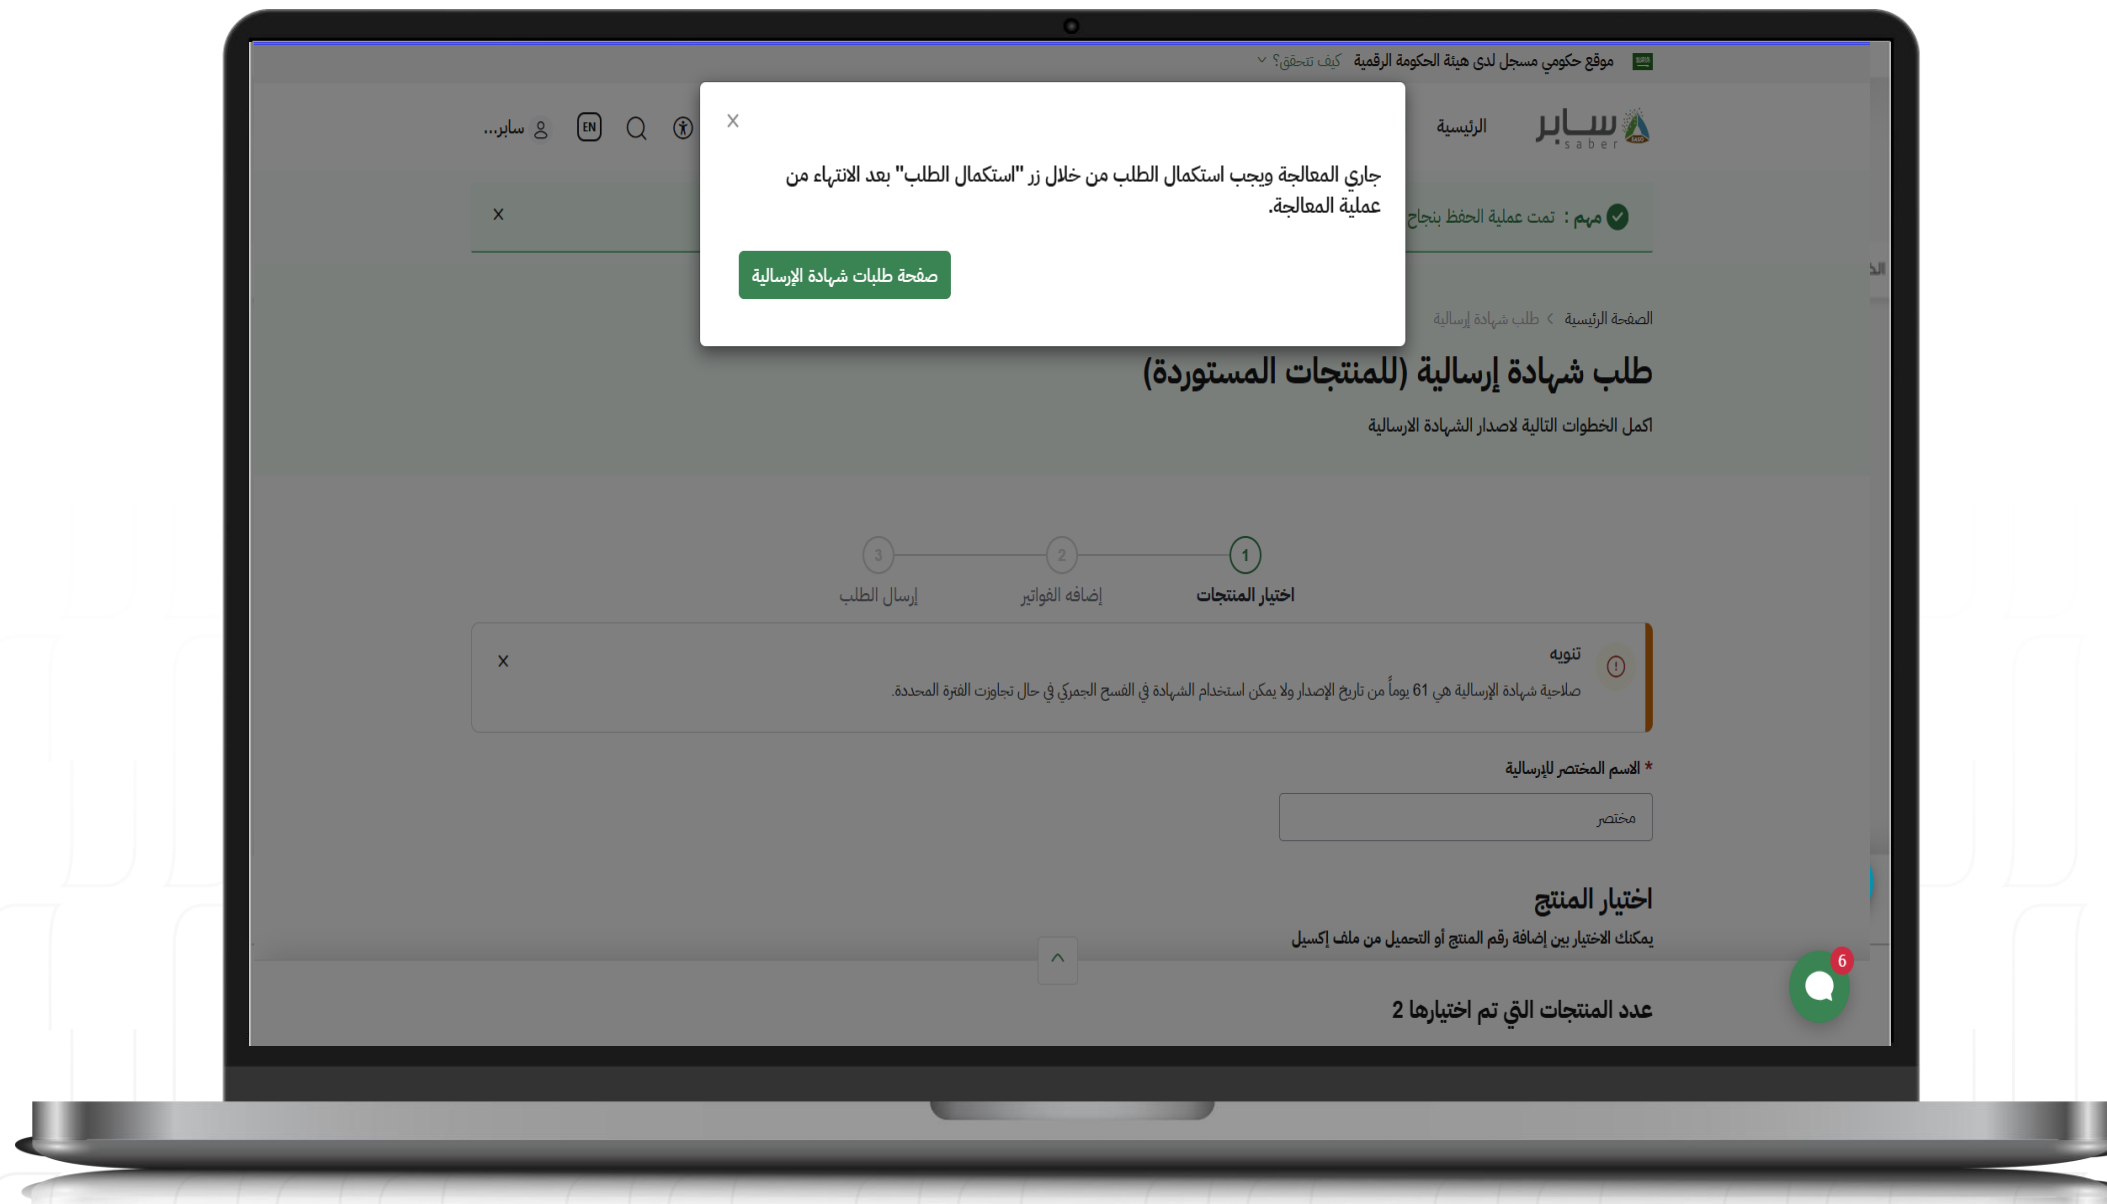 موقع حكومي مسجل لدى هيئة الحكومة الرقمية كيف تتحقق؟
سابر
saber
الرئيسية
EN
سابر...
جاري المعالجة ويجب استكمال الطلب من خلال زر "استكمال الطلب" بعد الانتهاء من
عملية المعالجة.
صفحة طلبات شهادة الإرسالية
مهم : تمت عملية الحفظ بنجاح
الصفحة الرئيسية > طلب شهادة إرسالية
طلب شهادة إرسالية (للمنتجات المستوردة)
اكمل الخطوات التالية لاصدار الشهادة الارسالية
1 2 3
اختيار المنتجات إضافه الفواتير إرسال الطلب
تنويه
صلاحية شهادة الإرسالية هي 61 يوماً من تاريخ الإصدار ولا يمكن استخدام الشهادة في الفسح الجمركي في حال تجاوزت الفترة المحددة.
* الاسم المختصر للإرسالية
مختصر
اختيار المنتج
يمكنك الاختيار بين إضافة رقم المنتج أو التحميل من ملف إكسيل
عدد المنتجات التي تم اختيارها 2
6